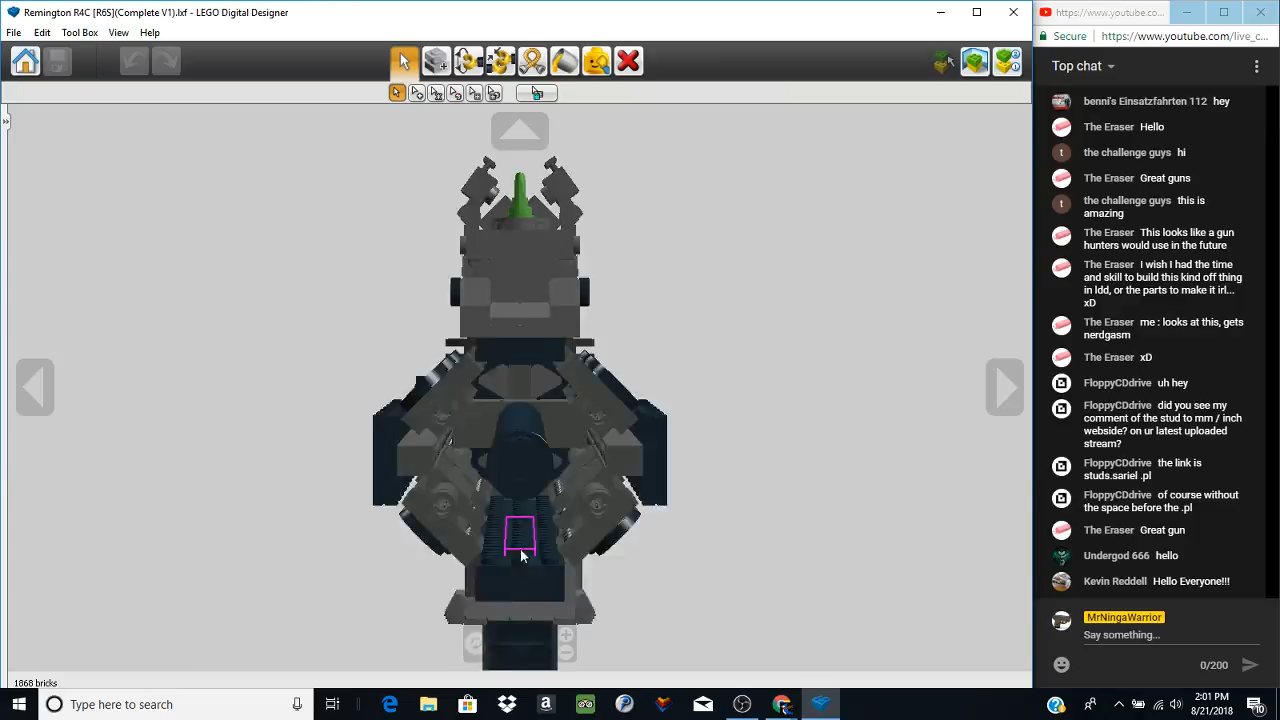 Remington R4C [R6S](Complete V1).lxf - LEGO Digital Designer
File Edit Tool Box View Help
1868 bricks
https://www.youtube.co...
Secure https://www.youtube.com/live_c...
Top chat
benni's Einsatzfahrten 112 hey
The Eraser Hello
t the challenge guys hi
The Eraser Great guns
t the challenge guys this is
amazing
The Eraser This looks like a gun
hunters would use in the future
The Eraser I wish I had the time
and skill to build this kind off thing
in ldd, or the parts to make it irl...
xD
The Eraser me : looks at this, gets
nerdgasm
The Eraser xD
FloppyCDdrive uh hey
FloppyCDdrive did you see my
comment of the stud to mm / inch
webside? on ur latest uploaded
stream?
FloppyCDdrive the link is
studs.sariel .pl
FloppyCDdrive of course without
the space before the .pl
The Eraser Great gun
Undergod 666 hello
Kevin Reddell Hello Everyone!!!
MrNingaWarrior
Say something...
0/200
Type here to search
2:01 PM
8/21/2018
10